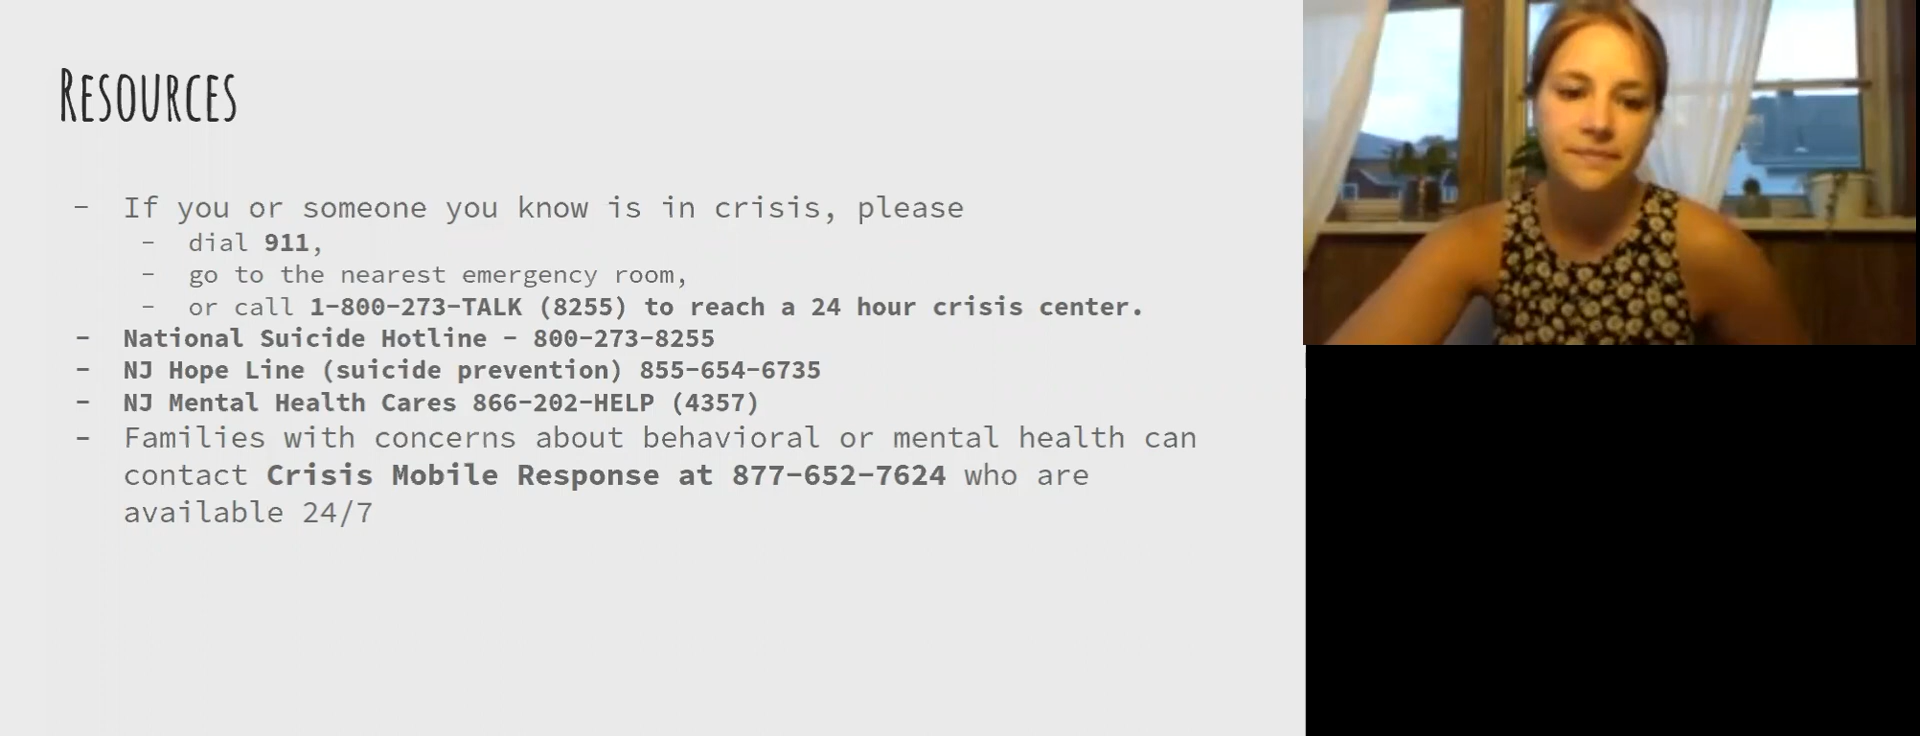 Resources
- If you or someone you know is in crisis, please
- dial 911,
- go to the nearest emergency room,
- or call 1-800-273-TALK (8255) to reach a 24 hour crisis center.
- National Suicide Hotline - 800-273-8255
- NJ Hope Line (suicide prevention) 855-654-6735
- NJ Mental Health Cares 866-202-HELP (4357)
- Families with concerns about behavioral or mental health can
contact Crisis Mobile Response at 877-652-7624 who are
available 24/7